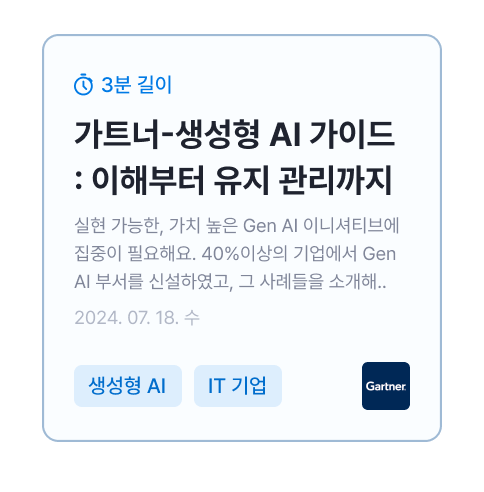 3분 길이
가트너-생성형 AI 가이드
: 이해부터 유지 관리까지
실현 가능한, 가치 높은 Gen AI 이니셔티브에
집중이 필요해요. 40%이상의 기업에서 Gen
AI 부서를 신설하였고, 그 사례들을 소개해..
2024. 07. 18. 수
생성형 AI
IT 기업
Gartner